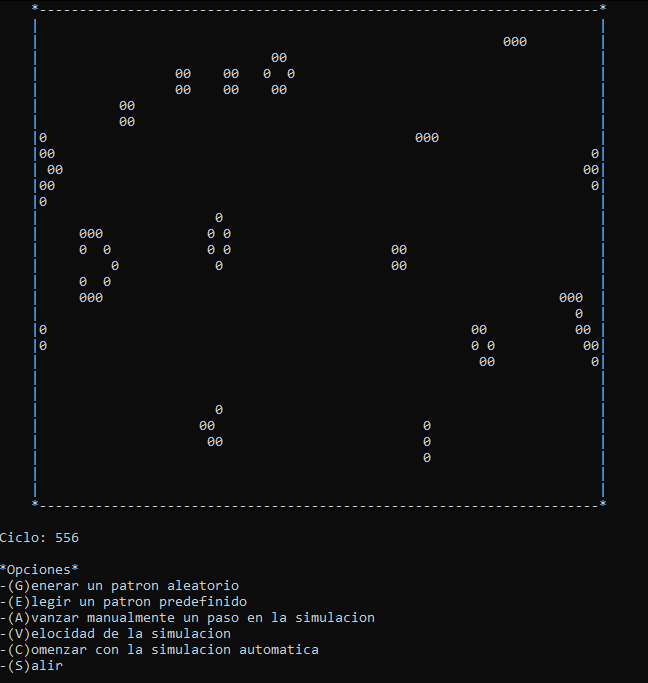 000
00
00 00 0 0
00 00 00
00
00
0 000
00 0
00 00
00 0
0
0
000 0 0
0 0 0 0 00
0 0 00
0 0
000 000
0
0 00 00
0 0 0 00
00 0
0
00 0
00 0
0
Ciclo: 556
*Opciones*
-(G)enerar un patron aleatorio
-(E)legir un patron predefinido
-(A)vanzar manualmente un paso en la simulacion
-(V)elocidad de la simulacion
-(C)omenzar con la simulacion automatica
-(S)alir